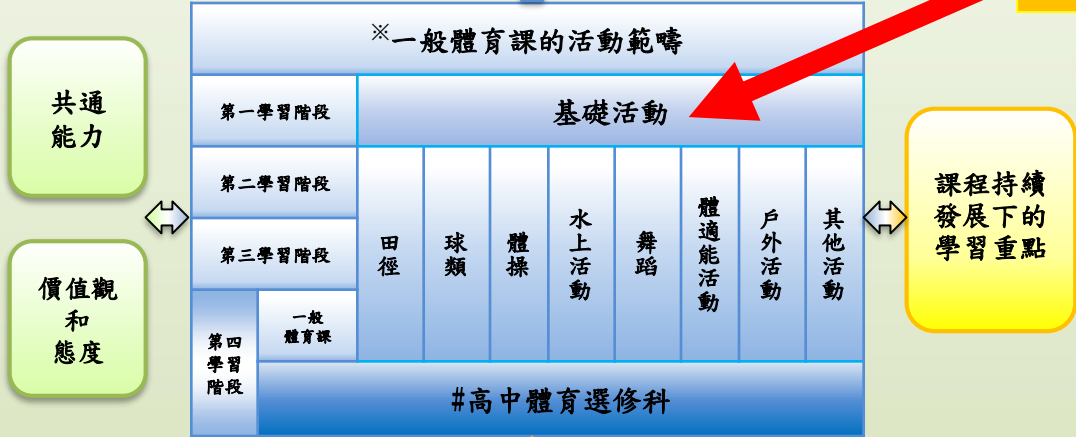 ※一般體育課的活動範疇
共通
能力
價值觀
和
態度
第一學習階段
基礎活動
第二學習階段
第三學習階段
第四
學習
階段
一般
體育課
田徑
球類
體操
水上活動
舞蹈
體適能活動
戶外活動
其他活動
#高中體育選修科
課程持續
發展下的
學習重點